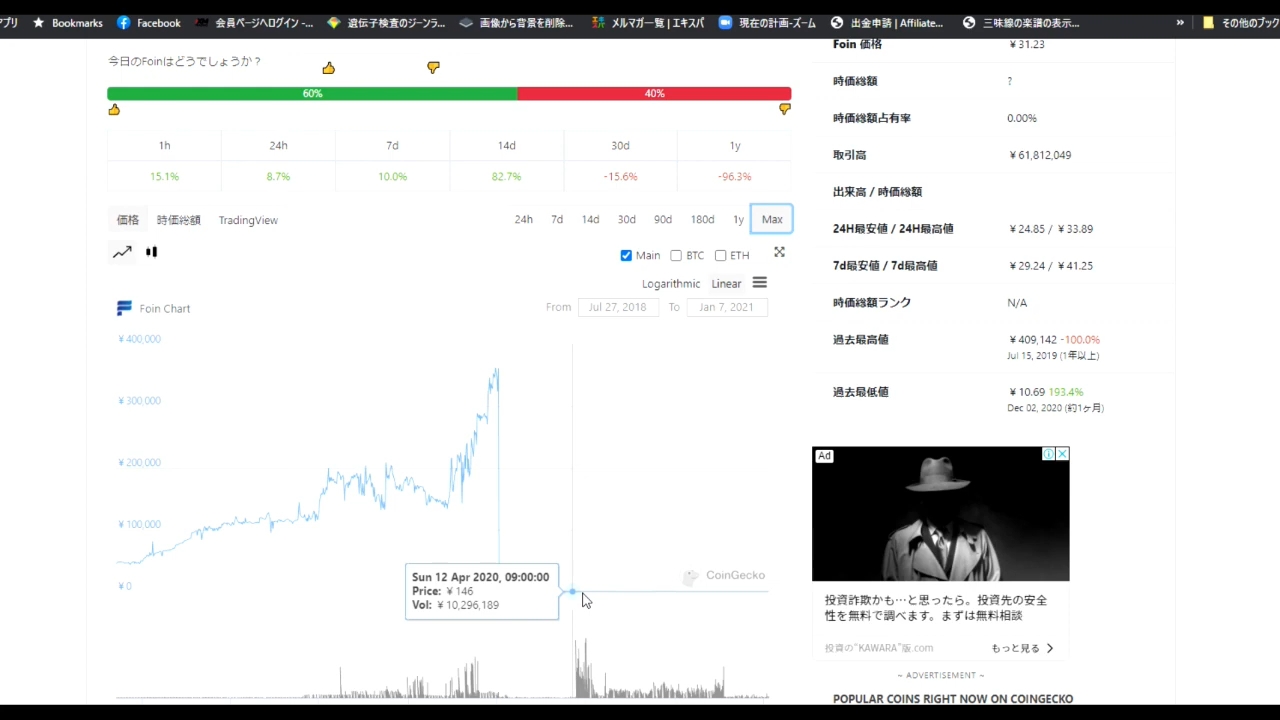 アプリ Bookmarks Facebook 会員ページヘログイン -... 遺伝子検査のジーンラ... 画像から背景を削除... メルマガ一覧 | エキスパ 現在の計画-ズーム 出金申請 | Affiliate... 三味線の楽譜の表示... » その他のブック
今日のFoinはどうでしょうか？
60% 40%
1h 24h 7d 14d 30d 1y
15.1% 8.7% 10.0% 82.7% -15.6% -96.3%
価格 時価総額 TradingView 24h 7d 14d 30d 90d 180d 1y Max
Main BTC ETH
Logarithmic Linear
Foin Chart From Jul 27, 2018 To Jan 7, 2021
¥400,000
¥300,000
¥200,000
¥100,000
¥0
Sun 12 Apr 2020, 09:00:00
Price: ¥146
Vol: ¥10,296,189
CoinGecko
Foin 価格 ¥31.23
時価総額 ?
時価総額占有率 0.00%
取引高 ¥61,812,049
出来高 / 時価総額
24H最安値 / 24H最高値 ¥24.85 / ¥33.89
7d最安値 / 7d最高値 ¥29.24 / ¥41.25
時価総額ランク N/A
過去最高値 ¥409,142 -100.0%
Jul 15, 2019 (1年以上)
過去最低値 ¥10.69 193.4%
Dec 02, 2020 (約1ヶ月)
Ad
投資詐欺かも…と思ったら。投資先の安全
性を無料で調べます。まずは無料相談
投資の“KAWARA”版.com もっと見る
~ ADVERTISEMENT ~
POPULAR COINS RIGHT NOW ON COINGECKO